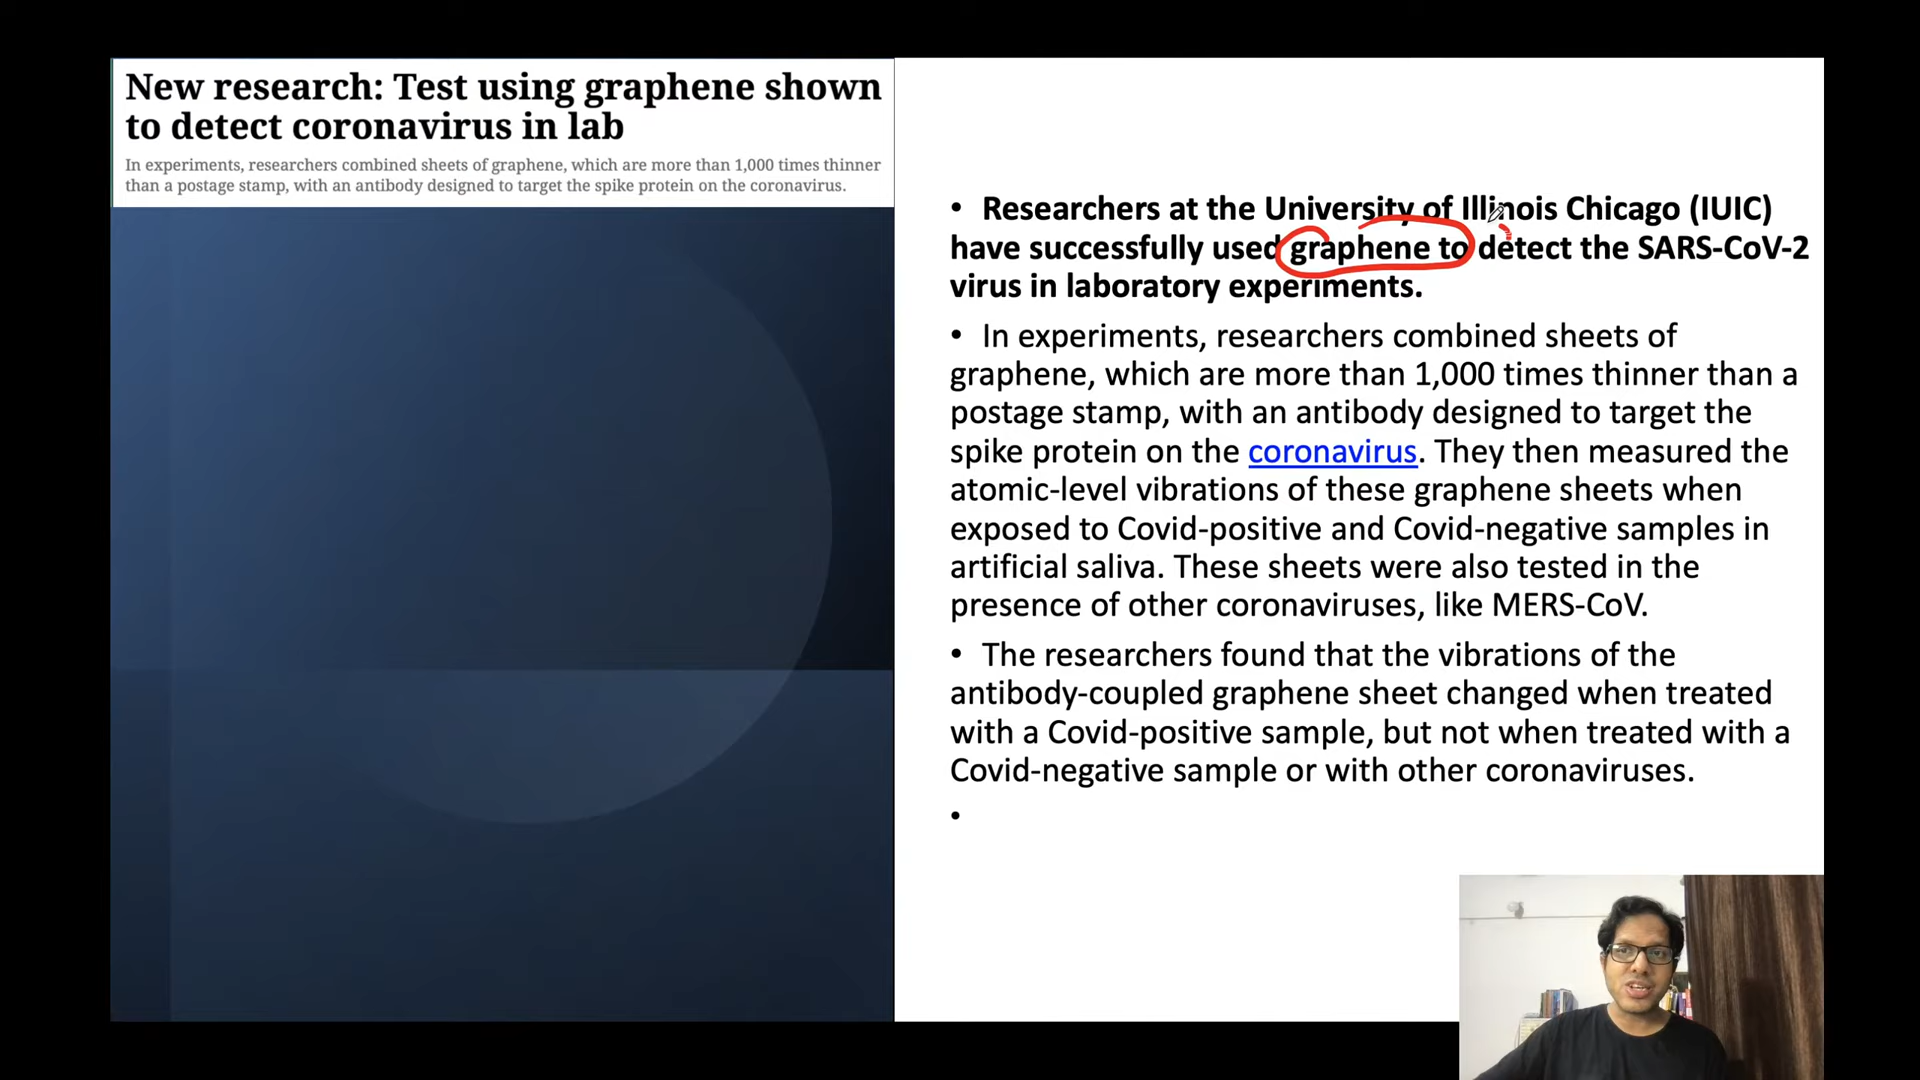 New research: Test using graphene shown
to detect coronavirus in lab
In experiments, researchers combined sheets of graphene, which are more than 1,000 times thinner
than a postage stamp, with an antibody designed to target the spike protein on the coronavirus.
• Researchers at the University of Illinois Chicago (IUIC)
have successfully used graphene to detect the SARS-CoV-2
virus in laboratory experiments.
• In experiments, researchers combined sheets of
graphene, which are more than 1,000 times thinner than a
postage stamp, with an antibody designed to target the
spike protein on the coronavirus. They then measured the
atomic-level vibrations of these graphene sheets when
exposed to Covid-positive and Covid-negative samples in
artificial saliva. These sheets were also tested in the
presence of other coronaviruses, like MERS-CoV.
• The researchers found that the vibrations of the
antibody-coupled graphene sheet changed when treated
with a Covid-positive sample, but not when treated with a
Covid-negative sample or with other coronaviruses.
•